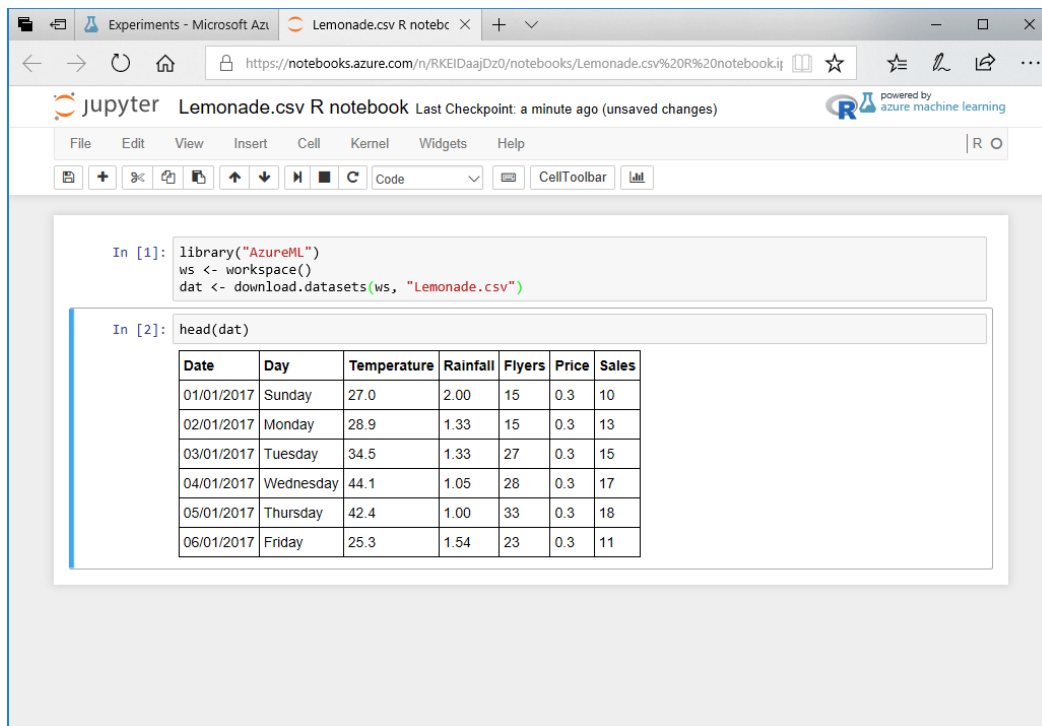 Experiments - Microsoft Azu
Lemonade.csv R notebc
https://notebooks.azure.com/n/RKEIDaajDz0/notebooks/Lemonade.csv%20R%20notebook.ip
jupyter Lemonade.csv R notebook Last Checkpoint: a minute ago (unsaved changes)
R powered by
azure machine learning
File Edit View Insert Cell Kernel Widgets Help R
Code CellToolbar
In [1]: library("AzureML")
ws <- workspace()
dat <- download.datasets(ws, "Lemonade.csv")
In [2]: head(dat)
Date Day Temperature Rainfall Flyers Price Sales
01/01/2017 Sunday 27.0 2.00 15 0.3 10
02/01/2017 Monday 28.9 1.33 15 0.3 13
03/01/2017 Tuesday 34.5 1.33 27 0.3 15
04/01/2017 Wednesday 44.1 1.05 28 0.3 17
05/01/2017 Thursday 42.4 1.00 33 0.3 18
06/01/2017 Friday 25.3 1.54 23 0.3 11